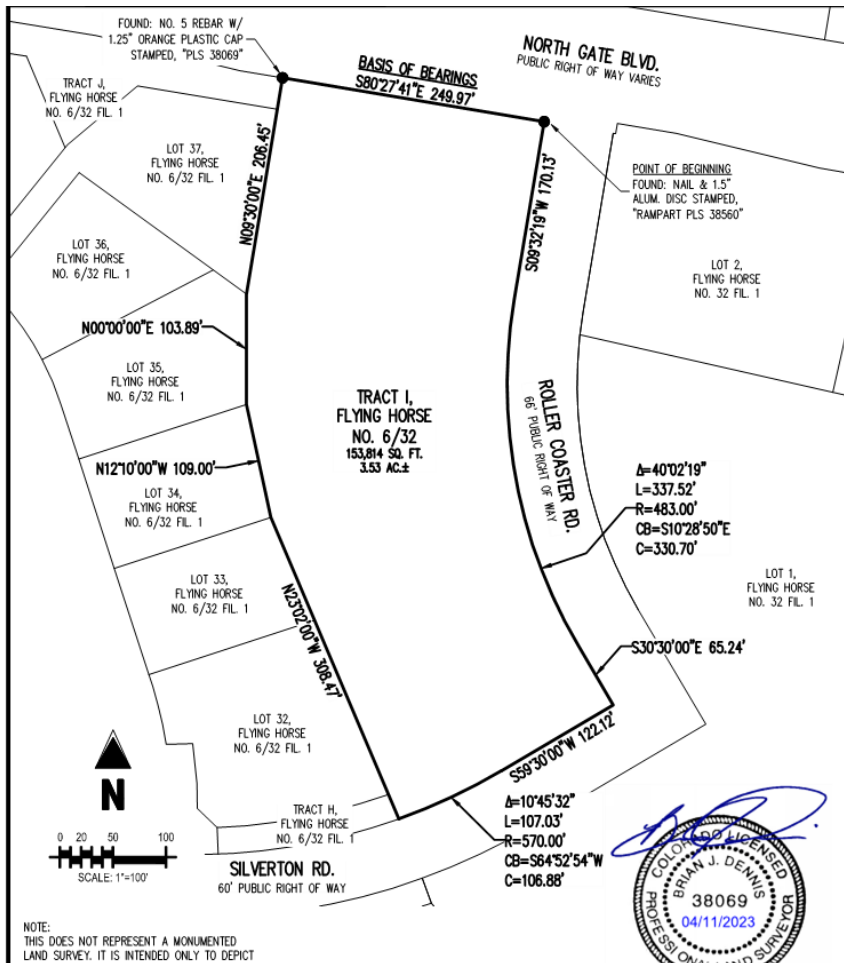 FOUND: NO. 5 REBAR W/
1.25" ORANGE PLASTIC CAP
STAMPED, "PLS 38069"
BASIS OF BEARINGS
S80°27'41"E 249.97'
NORTH GATE BLVD.
PUBLIC RIGHT OF WAY VARIES
TRACT J,
FLYING HORSE
NO. 6/32 FIL. 1
LOT 37,
FLYING HORSE
NO. 6/32 FIL. 1
N09°30'00"E 206.45'
S09°32'19"W 170.13'
POINT OF BEGINNING
FOUND: NAIL & 1.5"
ALUM. DISC STAMPED,
"RAMPART PLS 38560"
LOT 36,
FLYING HORSE
NO. 6/32 FIL. 1
LOT 2,
FLYING HORSE
NO. 32 FIL. 1
N00°00'00"E 103.89'
LOT 35,
FLYING HORSE
NO. 6/32 FIL. 1
TRACT I,
FLYING HORSE
NO. 6/32
153,814 SQ. FT.
3.53 AC.±
ROLLER COASTER RD.
66' PUBLIC RIGHT OF WAY
N12°10'00"W 109.00'
LOT 34,
FLYING HORSE
NO. 6/32 FIL. 1
Δ=40°02'19"
L=337.52'
R=483.00'
CB=S10°28'50"E
C=330.70'
LOT 33,
FLYING HORSE
NO. 6/32 FIL. 1
N23°02'00"W 308.47'
LOT 1,
FLYING HORSE
NO. 32 FIL. 1
S30°30'00"E 65.24'
LOT 32,
FLYING HORSE
NO. 6/32 FIL. 1
S59°30'00"W 122.12'
N
TRACT H,
FLYING HORSE
NO. 6/32 FIL. 1
Δ=10°45'32"
L=107.03'
R=570.00'
CB=S64°52'54"W
C=106.88'
0 20 50 100
SCALE: 1"=100'
SILVERTON RD.
60' PUBLIC RIGHT OF WAY
COLORADO LICENSED
BRIAN J. DENNIS
38069
04/11/2023
PROFESSIONAL LAND SURVEYOR
NOTE:
THIS DOES NOT REPRESENT A MONUMENTED
LAND SURVEY. IT IS INTENDED ONLY TO DEPICT